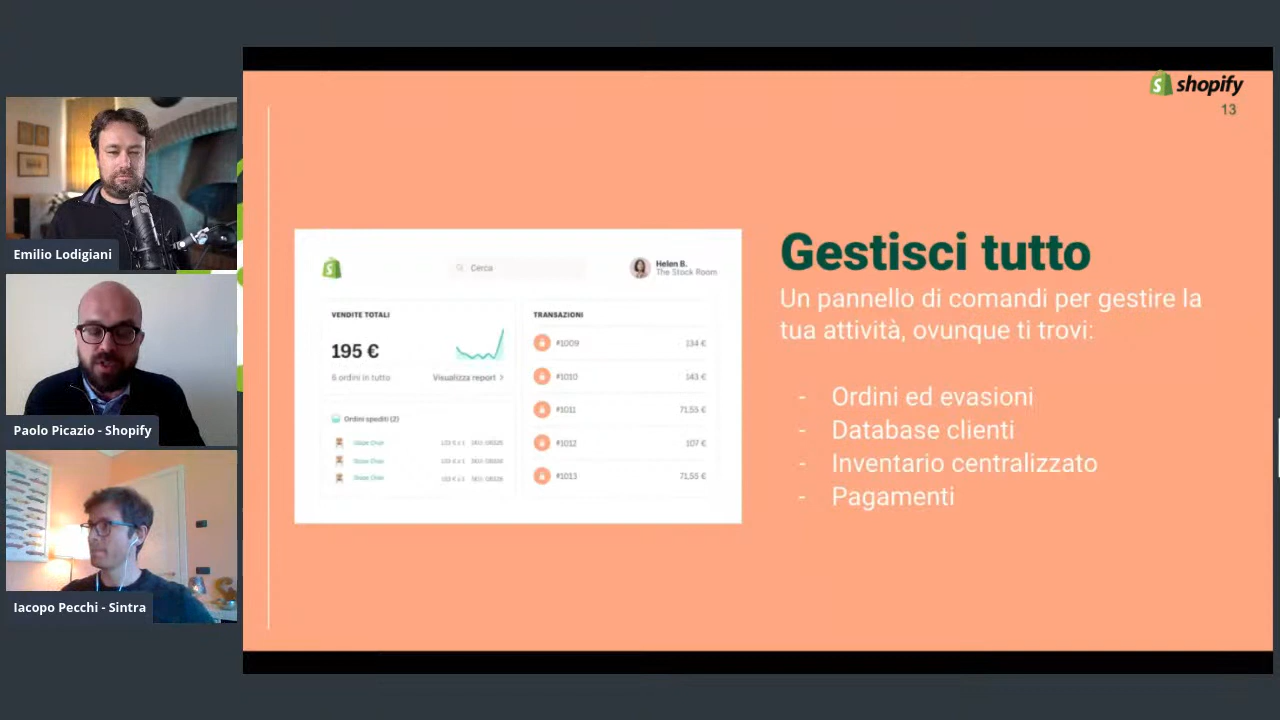 Emilio Lodigiani
Paolo Picazio - Shopify
Iacopo Pecchi - Sintra
shopify
13
Cerca
Helen B.
The Stock Room
VENDITE TOTALI
195 €
6 ordini in tutto
Visualizza report >
Ordini spediti (2)
TRANSAZIONI
#1009 134 €
#1010 143 €
#1011 71,55 €
#1012 107 €
#1013 71,55 €
Gestisci tutto
Un pannello di comandi per gestire la
tua attività, ovunque ti trovi:
- Ordini ed evasioni
- Database clienti
- Inventario centralizzato
- Pagamenti